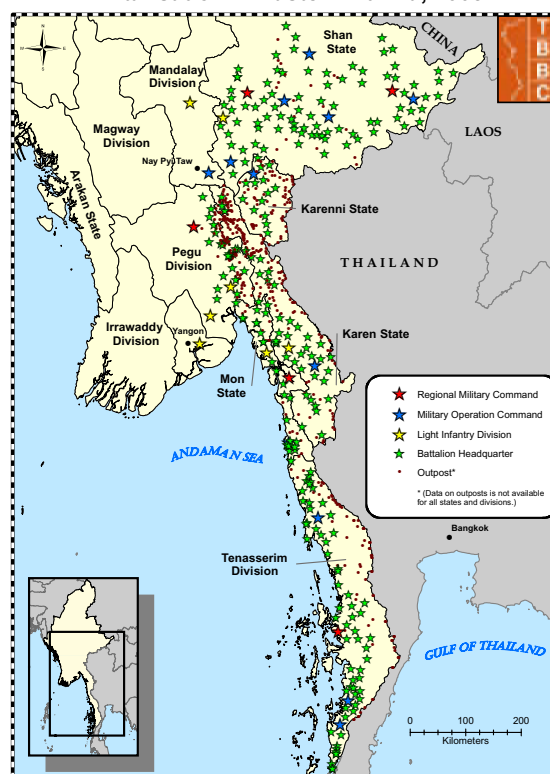 Shan
State
CHINA
T
B
B
C
Mandalay
Division
Magway
Division
LAOS
Nay Pyi Taw
Arakan State
Karenni State
Pegu
Division
THAILAND
Irrawaddy
Division
Yangon
Karen State
Mon
State
Regional Military Command
Military Operation Command
Light Infantry Division
Battalion Headquarter
Outpost*
* (Data on outposts is not available
for all states and divisions.)
ANDAMAN SEA
Bangkok
Tenasserim
Division
GULF OF THAILAND
0 100 200
Kilometers
N